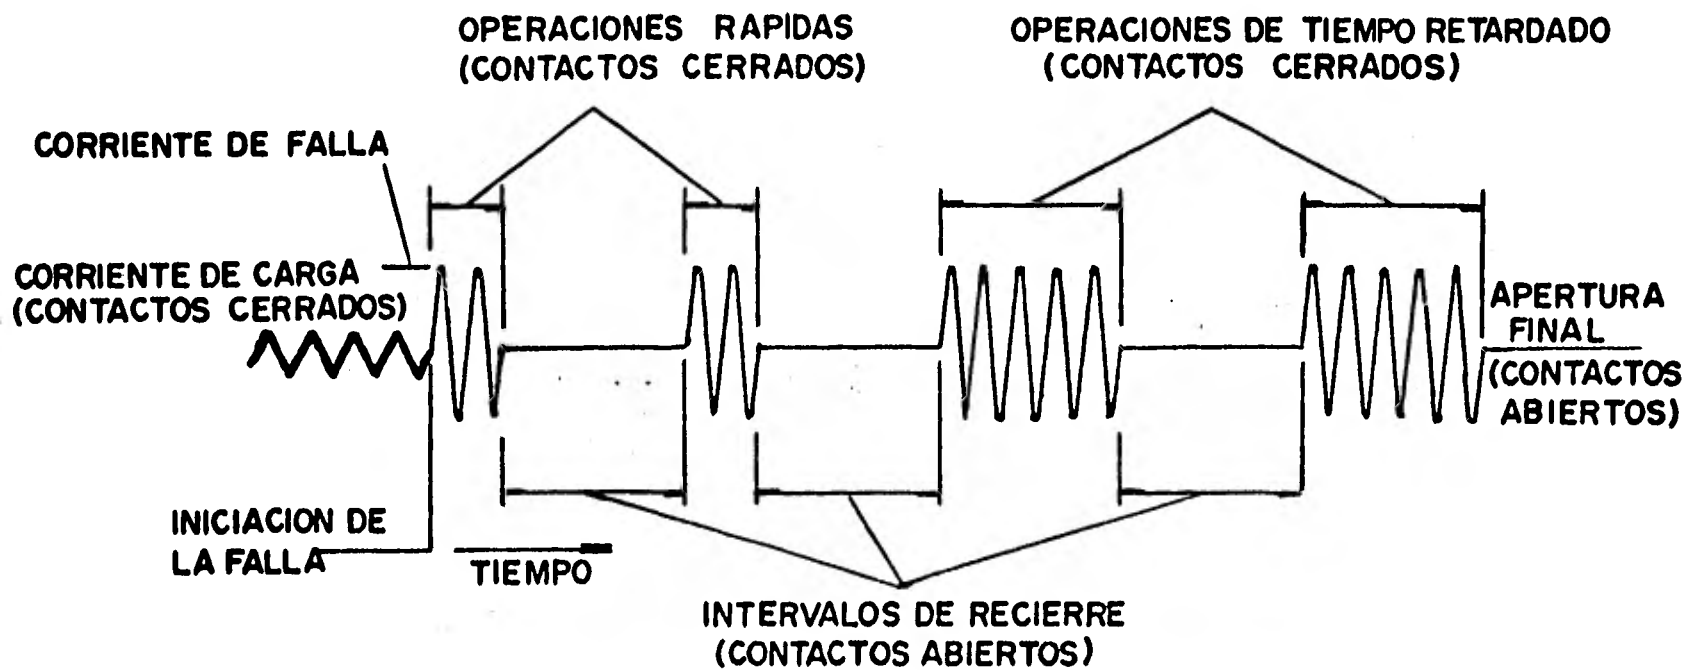 OPERACIONES RAPIDAS
(CONTACTOS CERRADOS)
OPERACIONES DE TIEMPO RETARDADO
(CONTACTOS CERRADOS)
CORRIENTE DE FALLA
CORRIENTE DE CARGA
(CONTACTOS CERRADOS)
APERTURA
FINAL
(CONTACTOS
ABIERTOS)
INICIACION DE
LA FALLA
TIEMPO
INTERVALOS DE RECIERRE
(CONTACTOS ABIERTOS)